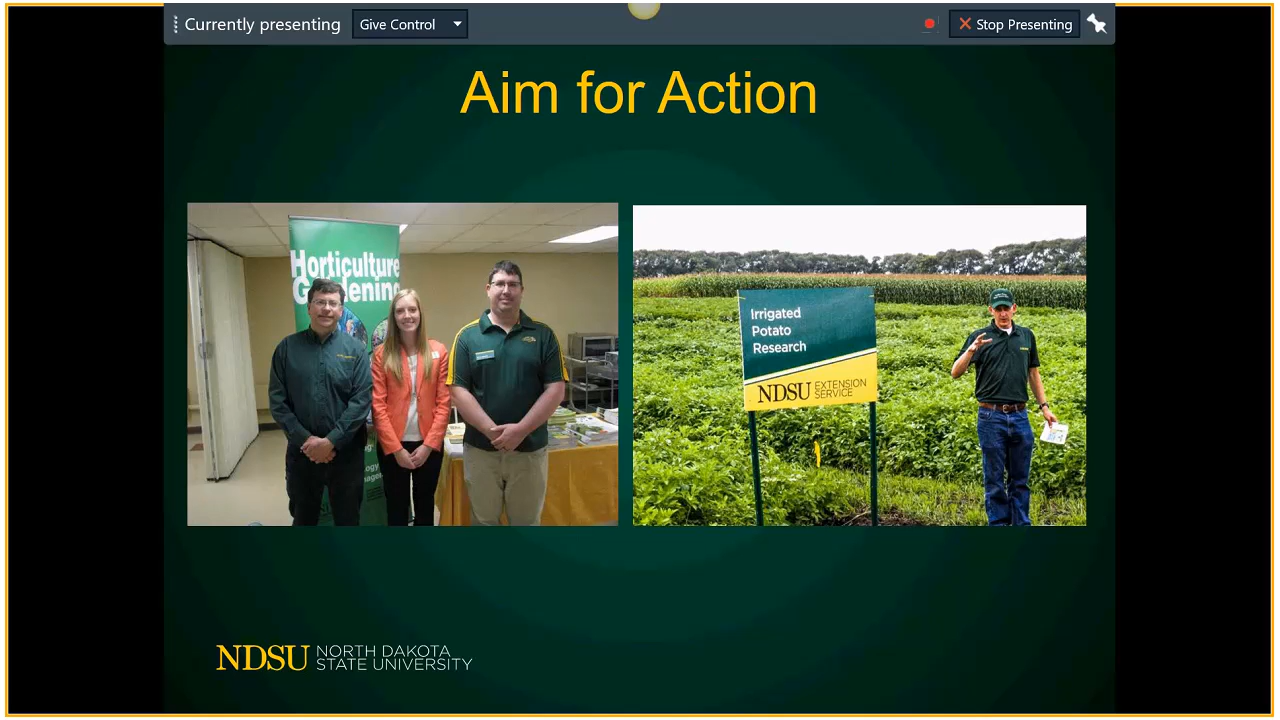 Currently presenting
Give Control
Stop Presenting
Aim for Action
Horticulture
Gardening
Irrigated
Potato
Research
NDSU EXTENSION
SERVICE
NDSU NORTH DAKOTA
STATE UNIVERSITY